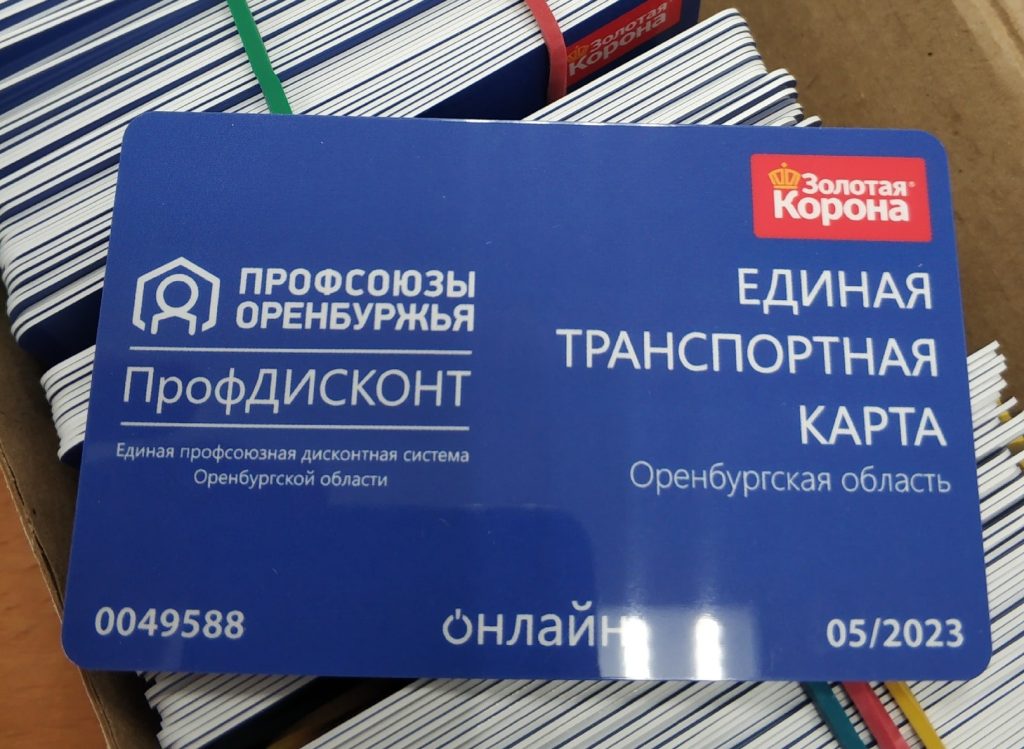 Золотая
Корона
Золотая
Корона
ПРОФСОЮЗЫ
ОРЕНБУРЖЬЯ
ПрофДИСКОНТ
Единая профсоюзная дисконтная система
Оренбургской области
ЕДИНАЯ
ТРАНСПОРТНАЯ
КАРТА
Оренбургская область
0049588
онлайн
05/2023